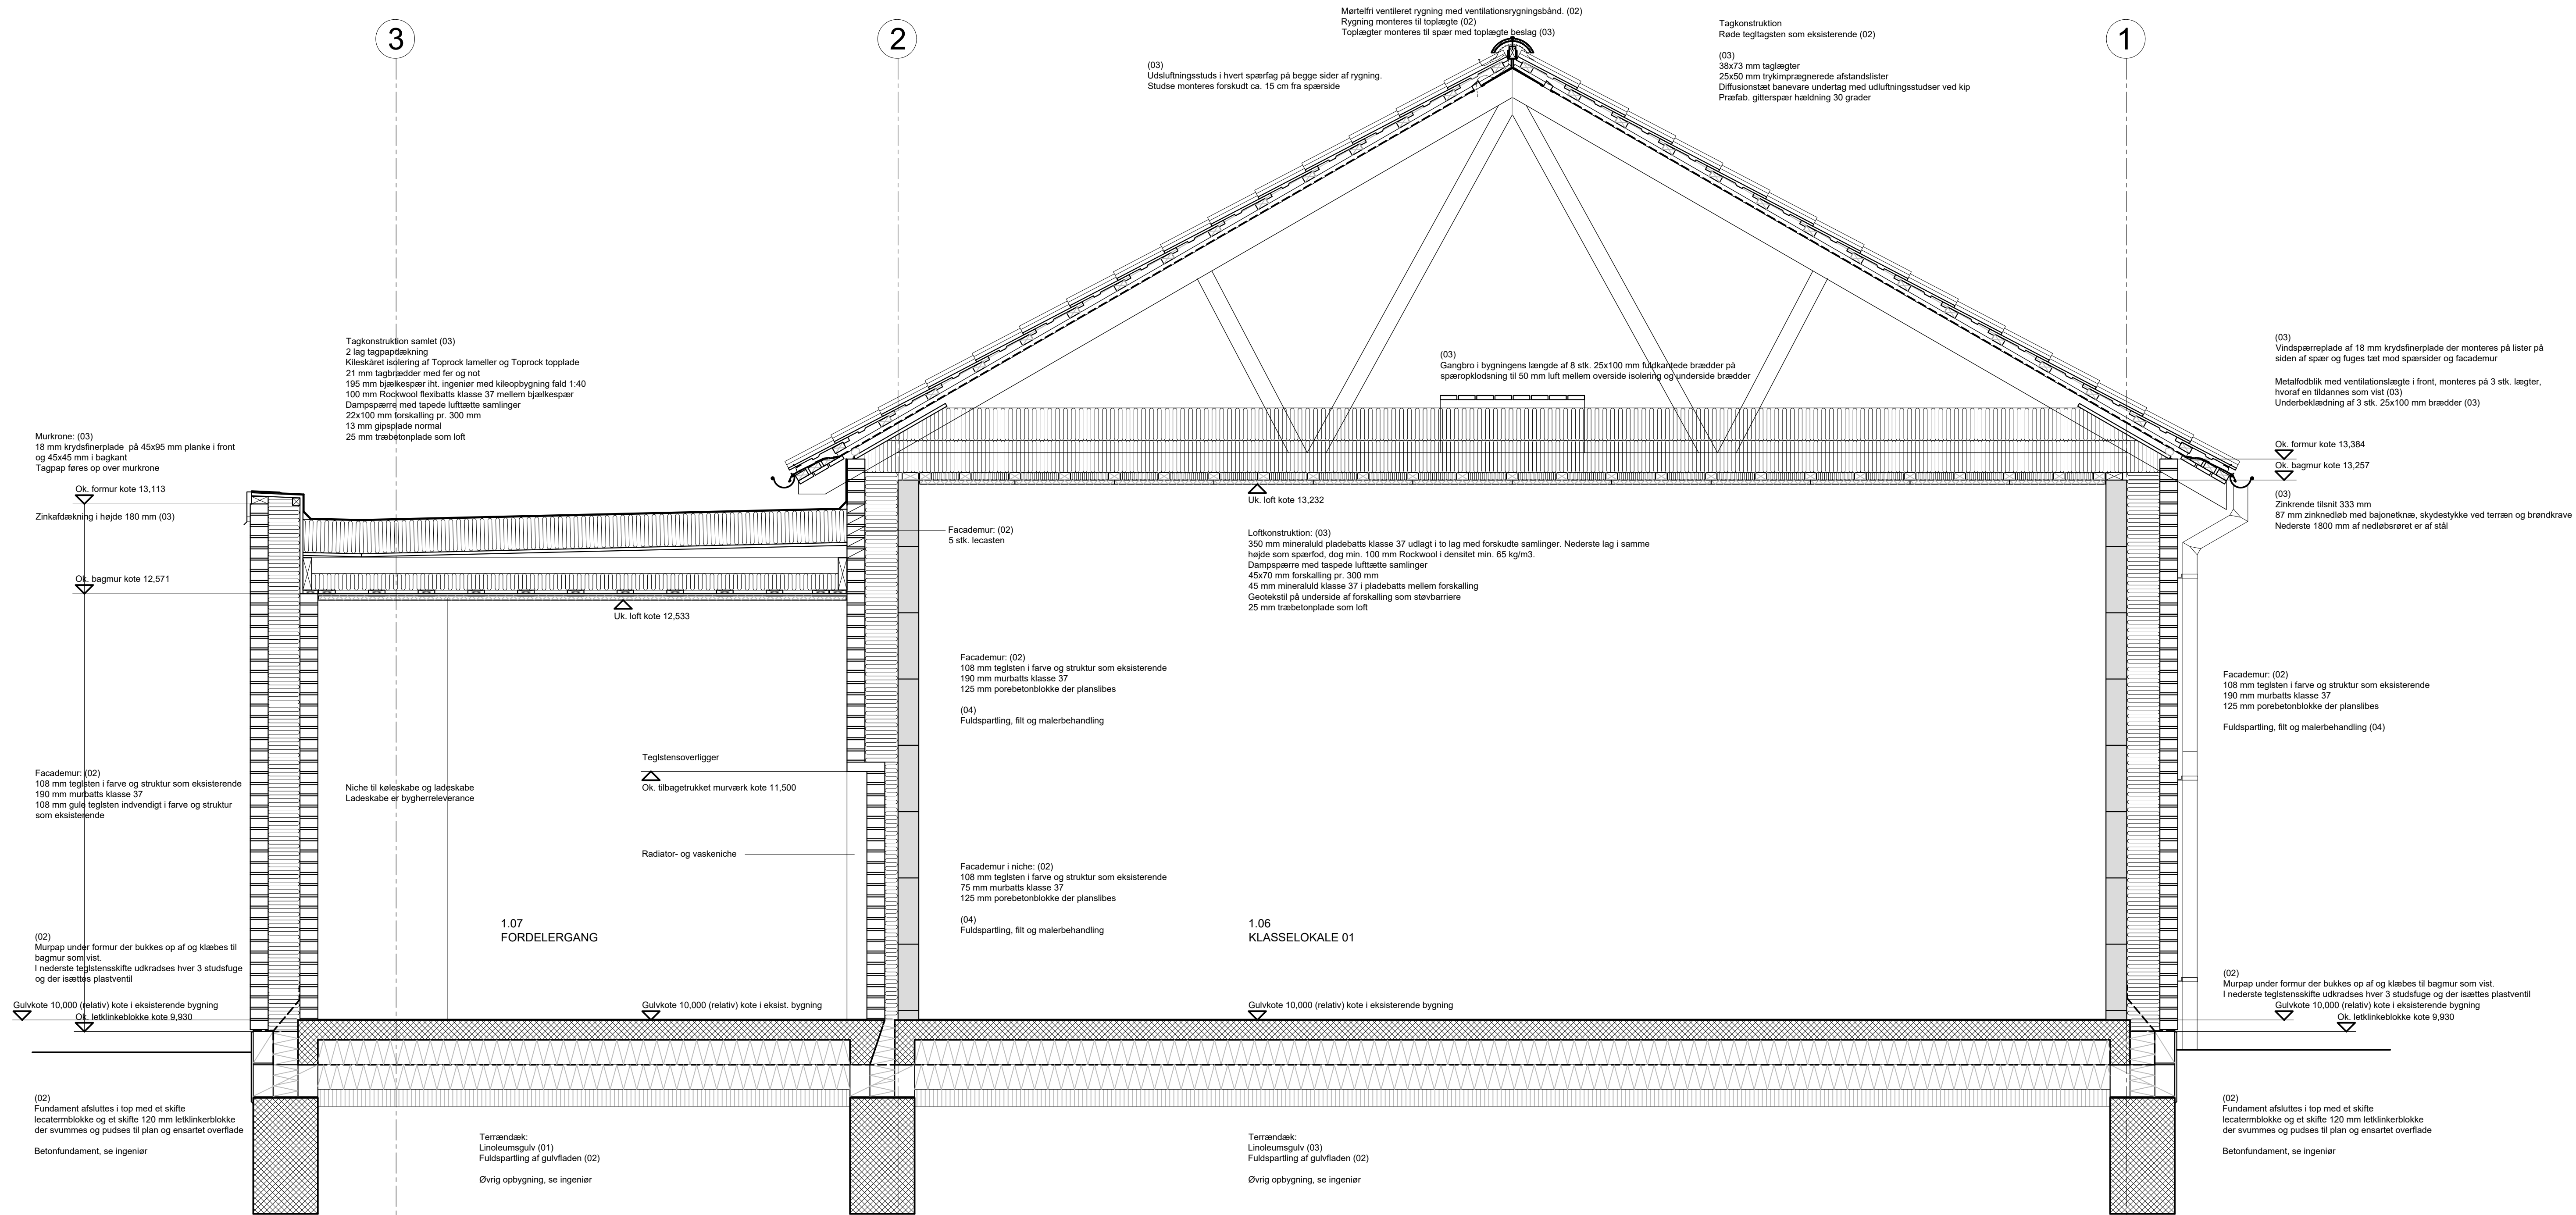 3
2
1
Mørtelfri ventileret rygning med ventilationsrygningsbånd. (02)
Rygning monteres til toplægte (02)
Toplægter monteres til spær med toplægte beslag (03)
Tagkonstruktion
Røde tegltagsten som eksisterende (02)
(03)
38x73 mm taglægter
25x50 mm trykimprægnerede afstandslister
Diffusionstæt banevare undertag med udluftningsstudser ved kip
Præfab. gitterspær hældning 30 grader
(03)
Udsluftningsstuds i hvert spærfag på begge sider af rygning.
Studse monteres forskudt ca. 15 cm fra spærside
Tagkonstruktion samlet (03)
2 lag tagpapdækning
Kileskåret isolering af Toprock lameller og Toprock topplade
21 mm tagbrædder med fer og not
195 mm bjælkespær iht. ingeniør med kileopbygning fald 1:40
100 mm Rockwool flexibatts klasse 37 mellem bjælkespær
Dampspærre med tapede lufttætte samlinger
22x100 mm forskalling pr. 300 mm
13 mm gipsplade normal
25 mm træbetonplade som loft
(03)
Gangbro i bygningens længde af 8 stk. 25x100 mm fuldkantede brædder på
spæropklodsning til 50 mm luft mellem overside isolering og underside brædder
(03)
Vindspærreplade af 18 mm krydsfinerplade der monteres på lister på
siden af spær og fuges tæt mod spærsider og facademur
Metalfodblik med ventilationslægte i front, monteres på 3 stk. lægter,
hvoraf en tildannes som vist (03)
Underbeklædning af 3 stk. 25x100 mm brædder (03)
Murkrone: (03)
18 mm krydsfinerplade  på 45x95 mm planke i front
og 45x45 mm i bagkant
Tagpap føres op over murkrone
Ok. formur kote 13,113
Zinkafdækning i højde 180 mm (03)
Ok. bagmur kote 12,571
Uk. loft kote 12,533
Ok. formur kote 13,384
Ok. bagmur kote 13,257
(03)
Zinkrende tilsnit 333 mm
87 mm zinknedløb med bajonetknæ, skydestykke ved terræn og brøndkrave
Nederste 1800 mm af nedløbsrøret er af stål
Uk. loft kote 13,232
Facademur: (02)
5 stk. lecasten
Loftkonstruktion: (03)
350 mm mineraluld pladebatts klasse 37 udlagt i to lag med forskudte samlinger. Nederste lag i samme
højde som spærfod, dog min. 100 mm Rockwool i densitet min. 65 kg/m3.
Dampspærre med taspede lufttætte samlinger
45x70 mm forskalling pr. 300 mm
45 mm mineraluld klasse 37 i pladebatts mellem forskalling
Geotekstil på underside af forskalling som støvbarriere
25 mm træbetonplade som loft
Facademur: (02)
108 mm teglsten i farve og struktur som eksisterende
190 mm murbatts klasse 37
125 mm porebetonblokke der planslibes
(04)
Fuldspartling, filt og malerbehandling
Facademur: (02)
108 mm teglsten i farve og struktur som eksisterende
190 mm murbatts klasse 37
125 mm porebetonblokke der planslibes
Fuldspartling, filt og malerbehandling (04)
Facademur: (02)
108 mm teglsten i farve og struktur som eksisterende
190 mm murbatts klasse 37
108 mm gule teglsten indvendigt i farve og struktur
som eksisterende
Niche til køleskabe og ladeskabe
Ladeskabe er bygherreleverance
Teglstensoverligger
Ok. tilbagetrukket murværk kote 11,500
Radiator- og vaskeniche
Facademur i niche: (02)
108 mm teglsten i farve og struktur som eksisterende
75 mm murbatts klasse 37
125 mm porebetonblokke der planslibes
(04)
Fuldspartling, filt og malerbehandling
1.07
FORDELERGANG
1.06
KLASSELOKALE 01
(02)
Murpap under formur der bukkes op af og klæbes til
bagmur som vist.
I nederste teglstensskifte udkradses hver 3 studsfuge
og der isættes plastventil
Gulvkote 10,000 (relativ) kote i eksisterende bygning
Ok. letklinkeblokke kote 9,930
Gulvkote 10,000 (relativ) kote i eksist. bygning
Gulvkote 10,000 (relativ) kote i eksisterende bygning
(02)
Murpap under formur der bukkes op af og klæbes til bagmur som vist.
I nederste teglstensskifte udkradses hver 3 studsfuge og der isættes plastventil
Gulvkote 10,000 (relativ) kote i eksisterende bygning
Ok. letklinkeblokke kote 9,930
(02)
Fundament afsluttes i top med et skifte
lecatermblokke og et skifte 120 mm letklinkerblokke
der svummes og pudses til plan og ensartet overflade
Betonfundament, se ingeniør
Terrændæk:
Linoleumsgulv (01)
Fuldspartling af gulvfladen (02)
Øvrig opbygning, se ingeniør
Terrændæk:
Linoleumsgulv (03)
Fuldspartling af gulvfladen (02)
Øvrig opbygning, se ingeniør
(02)
Fundament afsluttes i top med et skifte
lecatermblokke og et skifte 120 mm letklinkerblokke
der svummes og pudses til plan og ensartet overflade
Betonfundament, se ingeniør